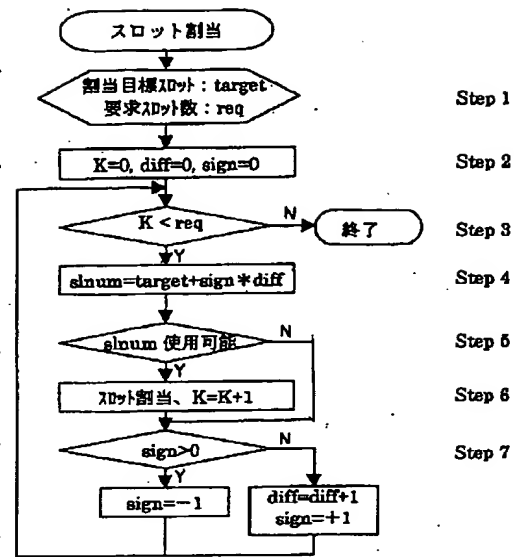 スロット割当
割当目標スロット：target
要求スロット数：req
Step 1
K=0, diff=0, sign=0
Step 2
K < req
N
終了
Step 3
Y
slnum=target+sign＊diff
Step 4
slnum 使用可能
N
Step 5
Y
スロット割当、K=K+1
Step 6
sign>0
N
Step 7
Y
sign=－1
diff=diff+1
sign=＋1